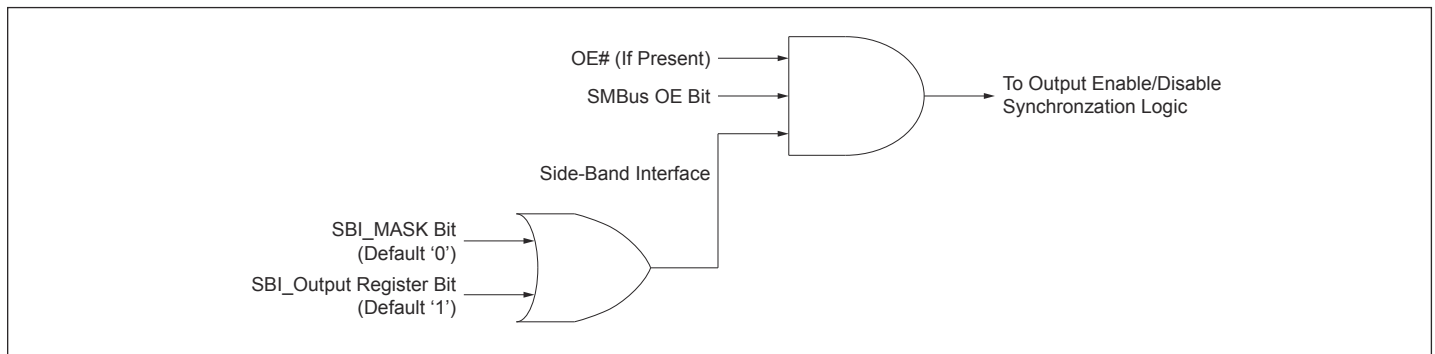 OE# (If Present)
SMBus OE Bit
To Output Enable/Disable
Synchronzation Logic
Side-Band Interface
SBI_MASK Bit
(Default ‘0’)
SBI_Output Register Bit
(Default ‘1’)